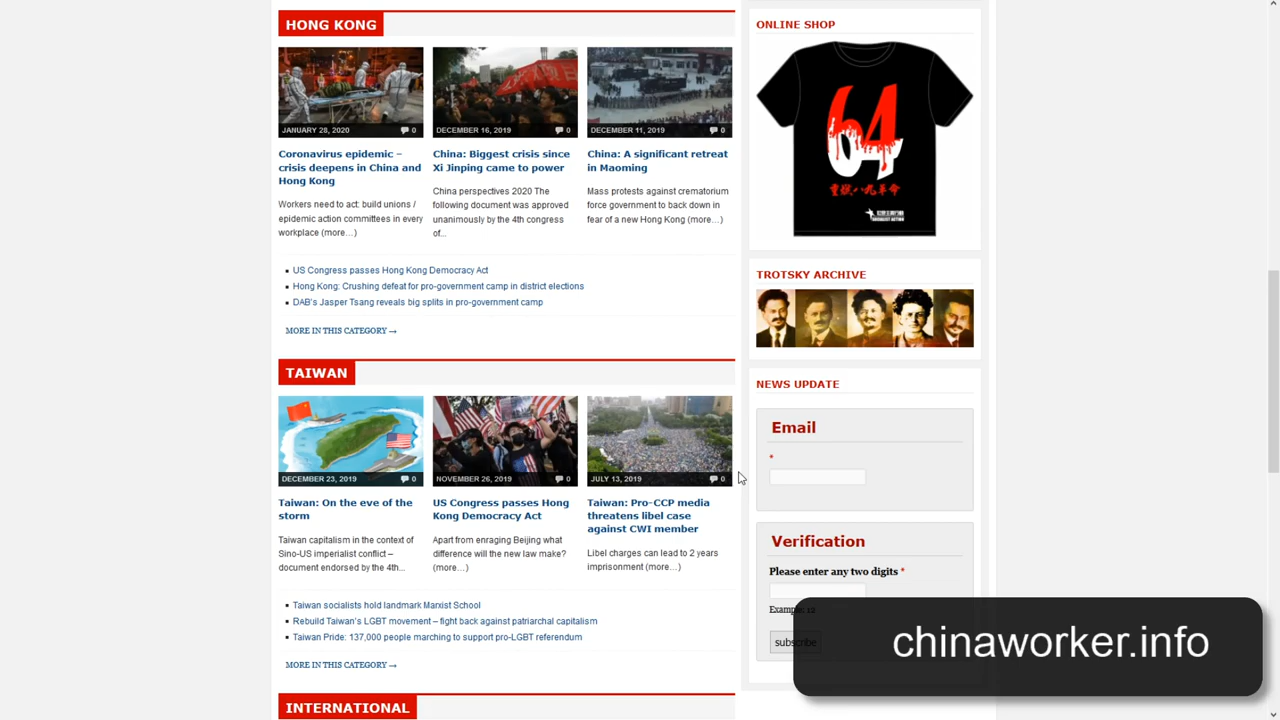 HONG KONG
JANUARY 28, 2020 0
DECEMBER 16, 2019 0
DECEMBER 11, 2019 0
Coronavirus epidemic –
crisis deepens in China and
Hong Kong
Workers need to act: build unions /
epidemic action committees in every
workplace (more…)
China: Biggest crisis since
Xi Jinping came to power
China perspectives 2020 The
following document was approved
unanimously by the 4th congress
of...
China: A significant retreat
in Maoming
Mass protests against crematorium
force government to back down in
fear of a new Hong Kong (more…)
US Congress passes Hong Kong Democracy Act
Hong Kong: Crushing defeat for pro-government camp in district elections
DAB's Jasper Tsang reveals big splits in pro-government camp
MORE IN THIS CATEGORY →
TAIWAN
DECEMBER 23, 2019 0
NOVEMBER 26, 2019 0
JULY 13, 2019 0
Taiwan: On the eve of the
storm
Taiwan capitalism in the context of
Sino-US imperialist conflict –
document endorsed by the 4th...
US Congress passes Hong
Kong Democracy Act
Apart from enraging Beijing what
difference will the new law make?
(more…)
Taiwan: Pro-CCP media
threatens libel case
against CWI member
Libel charges can lead to 2 years
imprisonment (more…)
Taiwan socialists hold landmark Marxist School
Rebuild Taiwan's LGBT movement – fight back against patriarchal capitalism
Taiwan Pride: 137,000 people marching to support pro-LGBT referendum
MORE IN THIS CATEGORY →
INTERNATIONAL
ONLINE SHOP
64
TROTSKY ARCHIVE
NEWS UPDATE
Email
*
Verification
Please enter any two digits *
Example: 12
subscribe
chinaworker.info